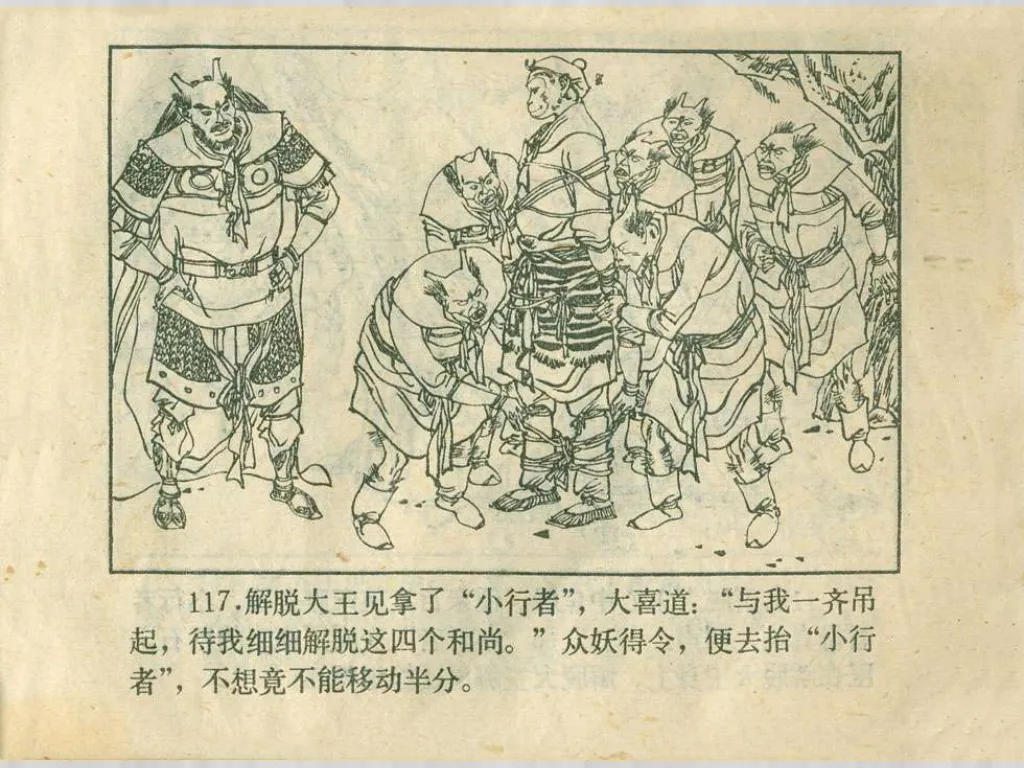 117.解脱大王见拿了“小行者”，大喜道：“与我一齐吊
起，待我细细解脱这四个和尚。”众妖得令，便去抬“小行
者”，不想竟不能移动半分。